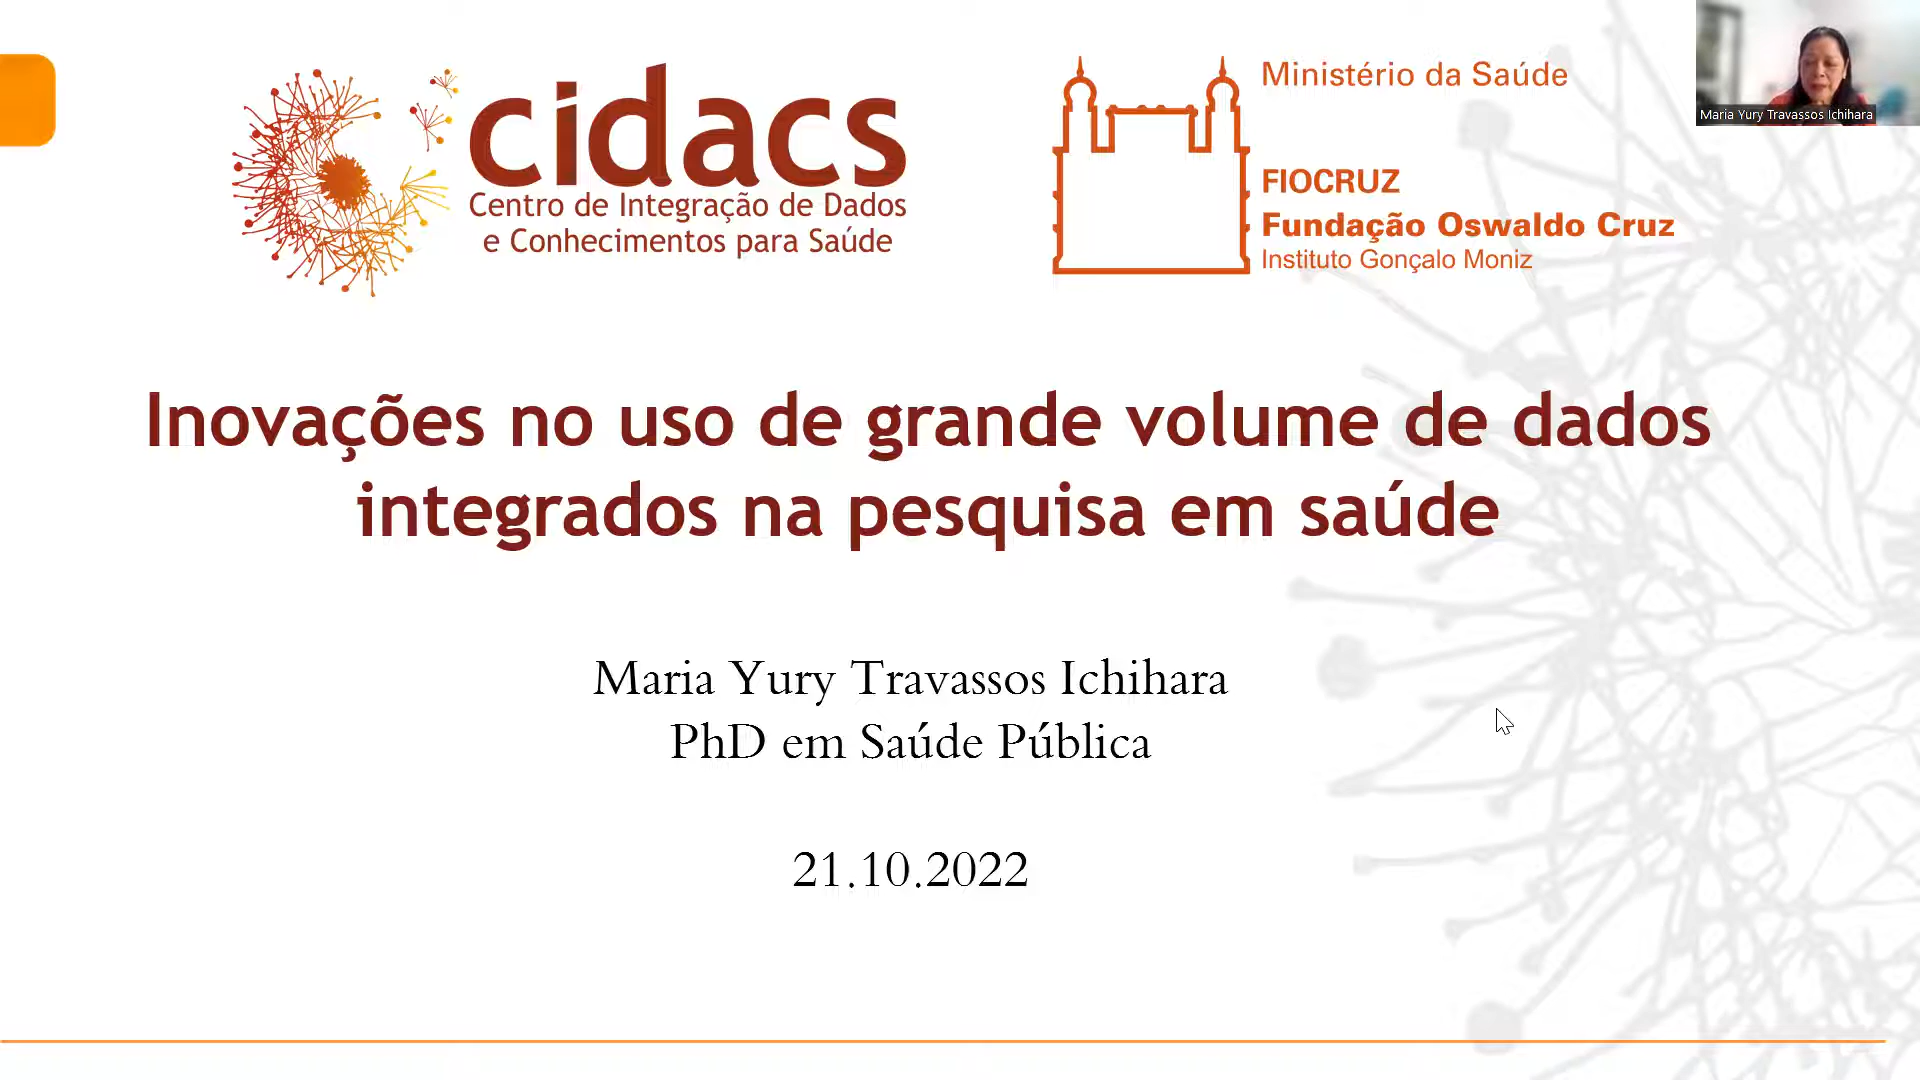 cidacs
Centro de Integração de Dados
e Conhecimentos para Saúde
Ministério da Saúde
FIOCRUZ
Fundação Oswaldo Cruz
Instituto Gonçalo Moniz
Maria Yury Travassos Ichihara
Inovações no uso de grande volume de dados
integrados na pesquisa em saúde
Maria Yury Travassos Ichihara
PhD em Saúde Pública
21.10.2022